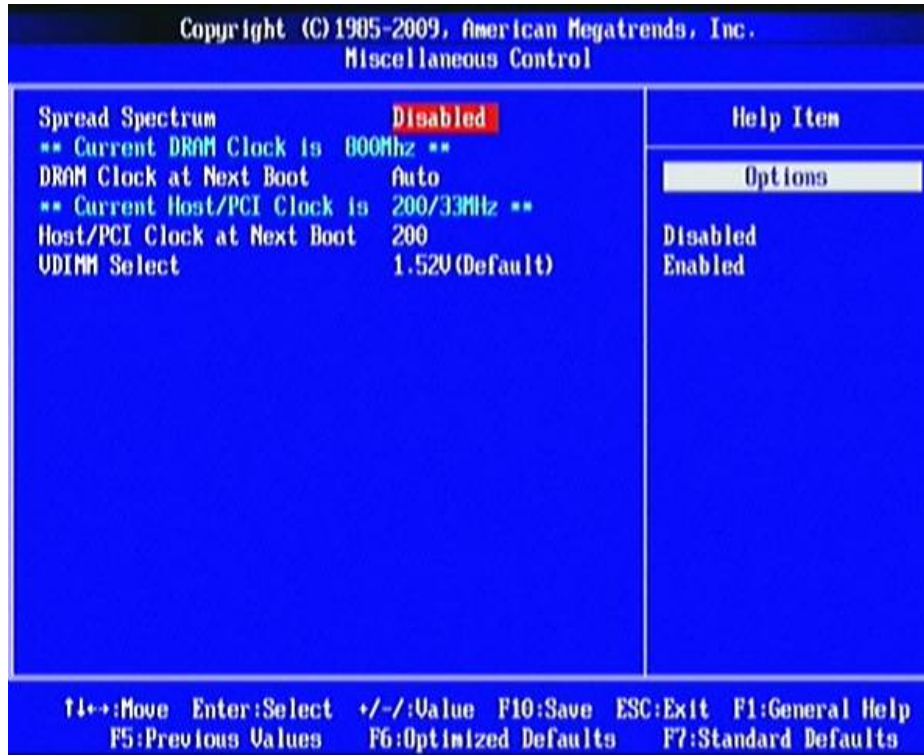 Copyright (C)1985-2009, American Megatrends, Inc.
Miscellaneous Control
Spread Spectrum Disabled
** Current DRAM Clock is 800Mhz **
DRAM Clock at Next Boot Auto
** Current Host/PCI Clock is 200/33MHz **
Host/PCI Clock at Next Boot 200
VDIMM Select 1.52V(Default)
Help Item
Options
Disabled
Enabled
↑↓←→:Move Enter:Select +/-/:Value F10:Save ESC:Exit F1:General Help
F5:Previous Values F6:Optimized Defaults F7:Standard Defaults